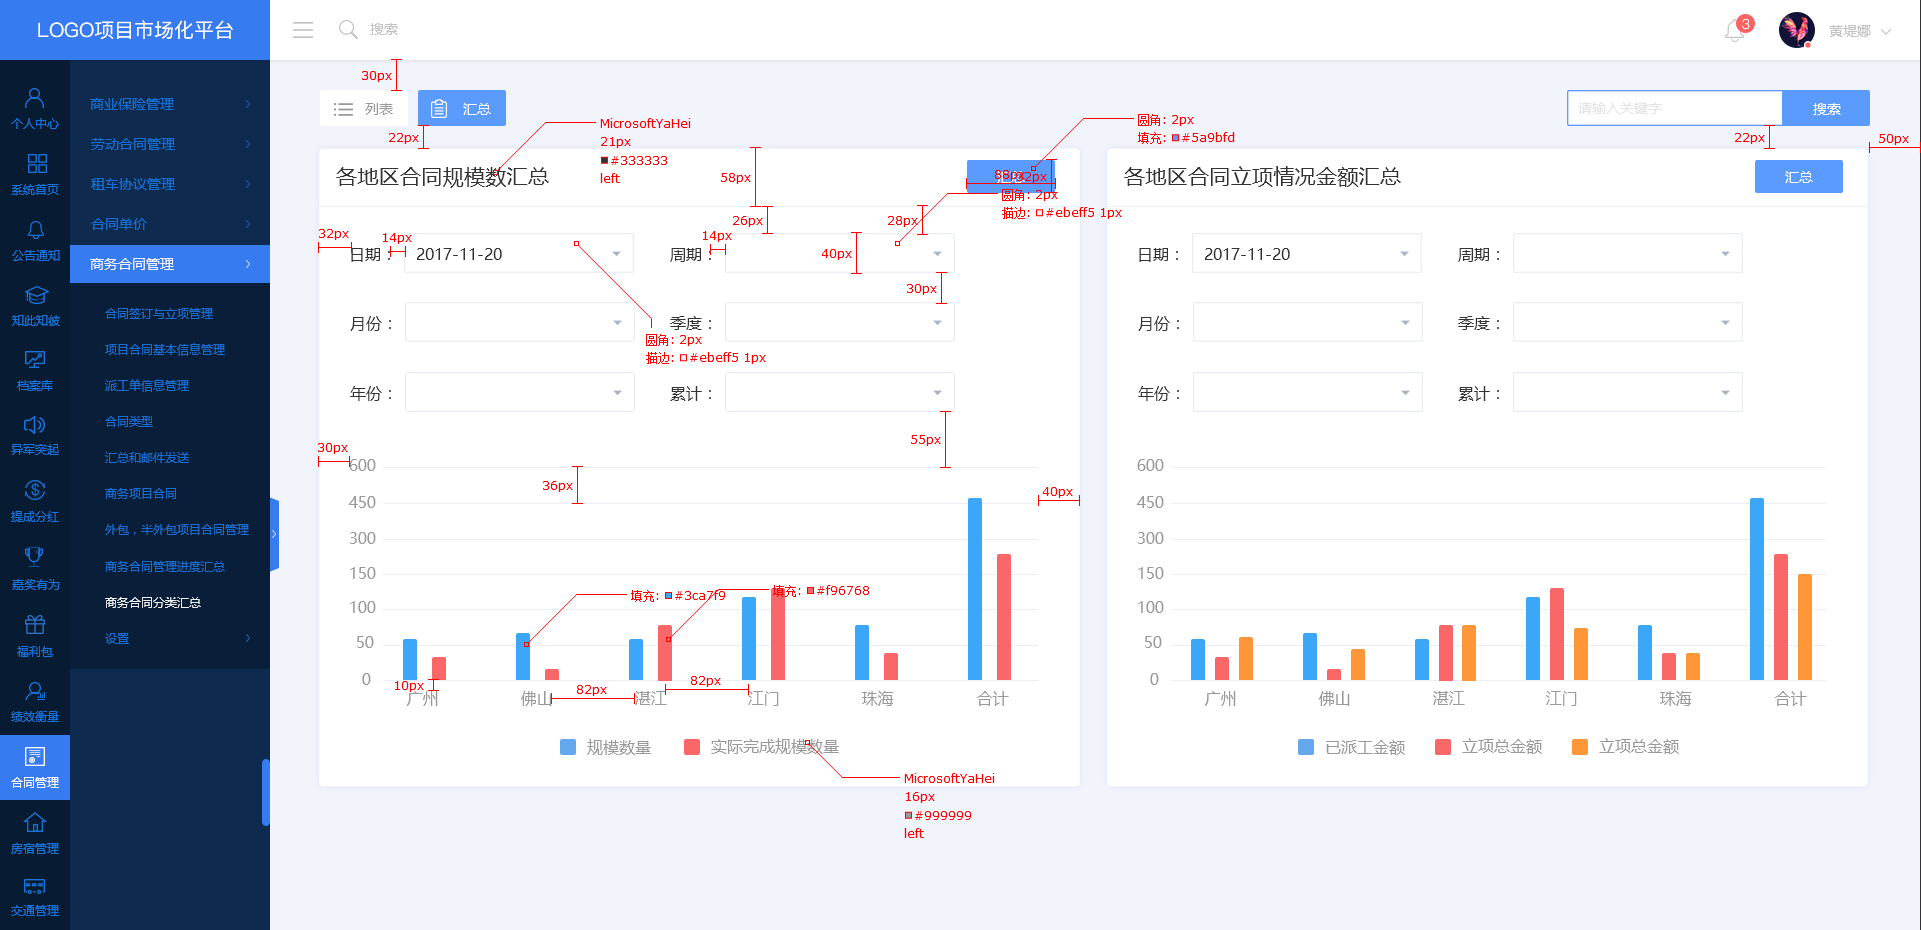 LOGO项目市场化平台
搜索
3
黄堤娜
个人中心
系统首页
公告通知
知此知彼
档案库
异军突起
提成分红
嘉奖有为
福利包
绩效衡量
合同管理
房宿管理
交通管理
商业保险管理
劳动合同管理
租车协议管理
合同单价
商务合同管理
合同签订与立项管理
项目合同基本信息管理
派工单信息管理
合同类型
汇总和邮件发送
商务项目合同
外包，半外包项目合同管理
商务合同管理进度汇总
商务合同分类汇总
设置
30px
列表
汇总
22px
请输入关键字
搜索
22px
50px
MicrosoftYaHei
21px
#333333
left
圆角: 2px
填充: #5a9bfd
各地区合同规模数汇总
58px
88px
32px
圆角: 2px
描边: #ebeff5 1px
26px
28px
32px
14px
14px
日期：
2017-11-20
周期：
40px
30px
月份：
季度：
圆角: 2px
描边: #ebeff5 1px
年份：
累计：
55px
30px
600
450
300
150
100
50
0
36px
40px
填充: #3ca7f9
填充: #f96768
10px
82px
82px
广州
佛山
湛江
江门
珠海
合计
规模数量
实际完成规模数量
MicrosoftYaHei
16px
#999999
left
各地区合同立项情况金额汇总
汇总
日期：
2017-11-20
周期：
月份：
季度：
年份：
累计：
600
450
300
150
100
50
0
广州
佛山
湛江
江门
珠海
合计
已派工金额
立项总金额
立项总金额